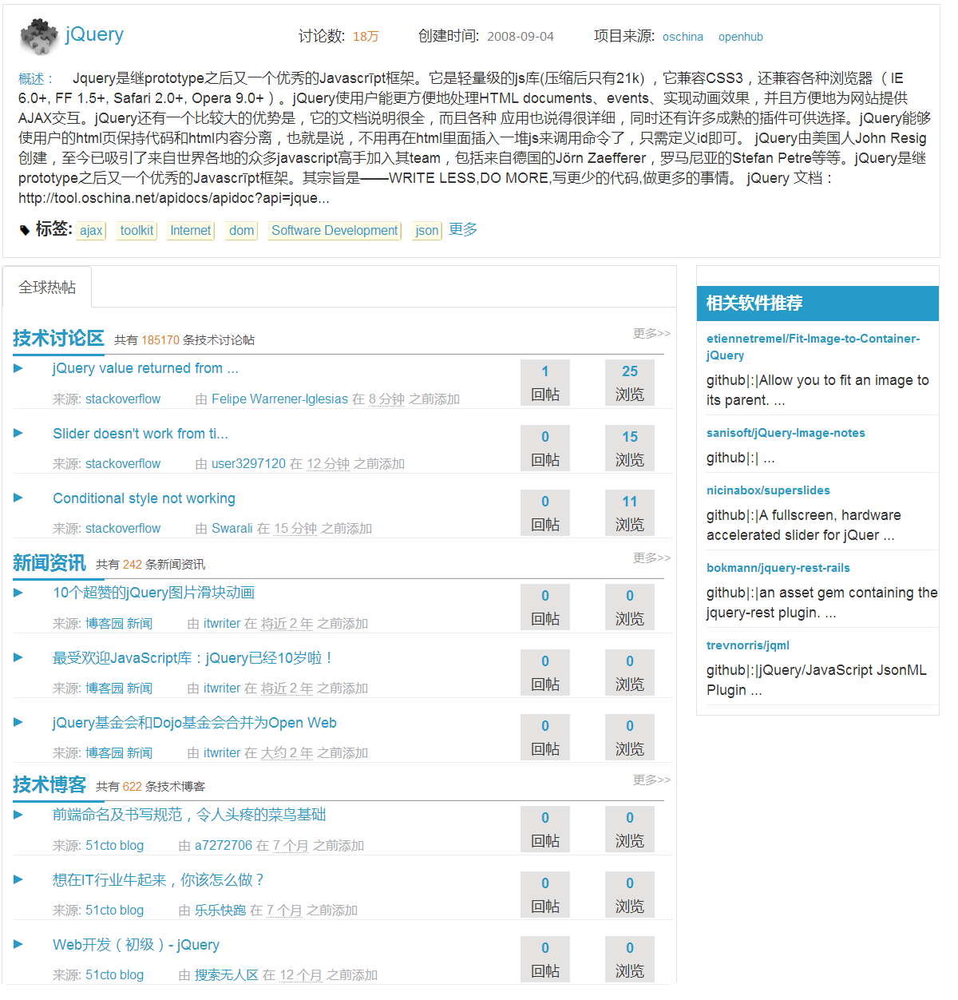 jQuery
讨论数: 18万 创建时间: 2008-09-04 项目来源: oschina openhub
概述： Jquery是继prototype之后又一个优秀的Javascrīpt框架。它是轻量级的js库(压缩后只有21k) ，它兼容CSS3，还兼容各种浏览器 （IE
6.0+, FF 1.5+, Safari 2.0+, Opera 9.0+）。jQuery使用户能更方便地处理HTML documents、events、实现动画效果，并且方便地为网站提供
AJAX交互。jQuery还有一个比较大的优势是，它的文档说明很全，而且各种 应用也说得很详细，同时还有许多成熟的插件可供选择。jQuery能够
使用户的html页保持代码和html内容分离，也就是说，不用再在html里面插入一堆js来调用命令了，只需定义id即可。 jQuery由美国人John Resig
创建，至今已吸引了来自世界各地的众多javascript高手加入其team，包括来自德国的Jörn Zaefferer，罗马尼亚的Stefan Petre等等。jQuery是继
prototype之后又一个优秀的Javascrīpt框架。其宗旨是——WRITE LESS,DO MORE,写更少的代码,做更多的事情。 jQuery 文档：
http://tool.oschina.net/apidocs/apidoc?api=jque...
标签: ajax toolkit Internet dom Software Development json 更多
全球热帖
技术讨论区 共有 185170 条技术讨论帖 更多>>
jQuery value returned from ... 1 25
来源: stackoverflow 由 Felipe Warrener-Iglesias 在 8 分钟 之前添加 回帖 浏览
Slider doesn't work from ti... 0 15
来源: stackoverflow 由 user3297120 在 12 分钟 之前添加 回帖 浏览
Conditional style not working 0 11
来源: stackoverflow 由 Swarali 在 15 分钟 之前添加 回帖 浏览
新闻资讯 共有 242 条新闻资讯 更多>>
10个超赞的jQuery图片滑块动画 0 0
来源: 博客园 新闻 由 itwriter 在 将近 2 年 之前添加 回帖 浏览
最受欢迎JavaScript库：jQuery已经10岁啦！ 0 0
来源: 博客园 新闻 由 itwriter 在 将近 2 年 之前添加 回帖 浏览
jQuery基金会和Dojo基金会合并为Open Web 0 0
来源: 博客园 新闻 由 itwriter 在 大约 2 年 之前添加 回帖 浏览
技术博客 共有 622 条技术博客 更多>>
前端命名及书写规范，令人头疼的菜鸟基础 0 0
来源: 51cto blog 由 a7272706 在 7 个月 之前添加 回帖 浏览
想在IT行业牛起来，你该怎么做？ 0 0
来源: 51cto blog 由 乐乐快跑 在 7 个月 之前添加 回帖 浏览
Web开发（初级）- jQuery 0 0
来源: 51cto blog 由 搜索无人区 在 12 个月 之前添加 回帖 浏览
相关软件推荐
etiennetremel/Fit-Image-to-Container-
jQuery
github|:|Allow you to fit an image to
its parent. ...
sanisoft/jQuery-Image-notes
github|:| ...
nicinabox/superslides
github|:|A fullscreen, hardware
accelerated slider for jQuer ...
bokmann/jquery-rest-rails
github|:|an asset gem containing the
jquery-rest plugin. ...
trevnorris/jqml
github|:|jQuery/JavaScript JsonML
Plugin ...